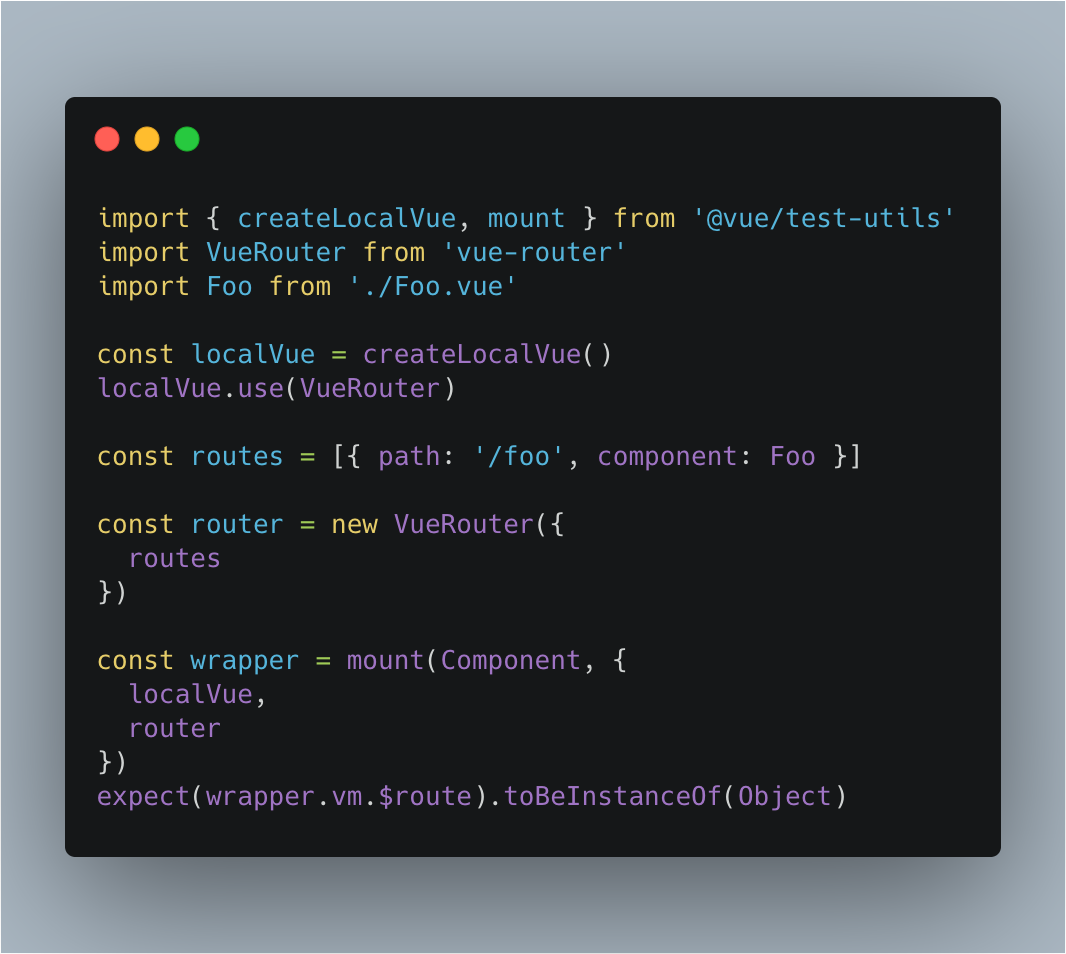 import { createLocalVue, mount } from '@vue/test-utils'
import VueRouter from 'vue-router'
import Foo from './Foo.vue'
const localVue = createLocalVue()
localVue.use(VueRouter)
const routes = [{ path: '/foo', component: Foo }]
const router = new VueRouter({
  routes
})
const wrapper = mount(Component, {
  localVue,
  router
})
expect(wrapper.vm.$route).toBeInstanceOf(Object)